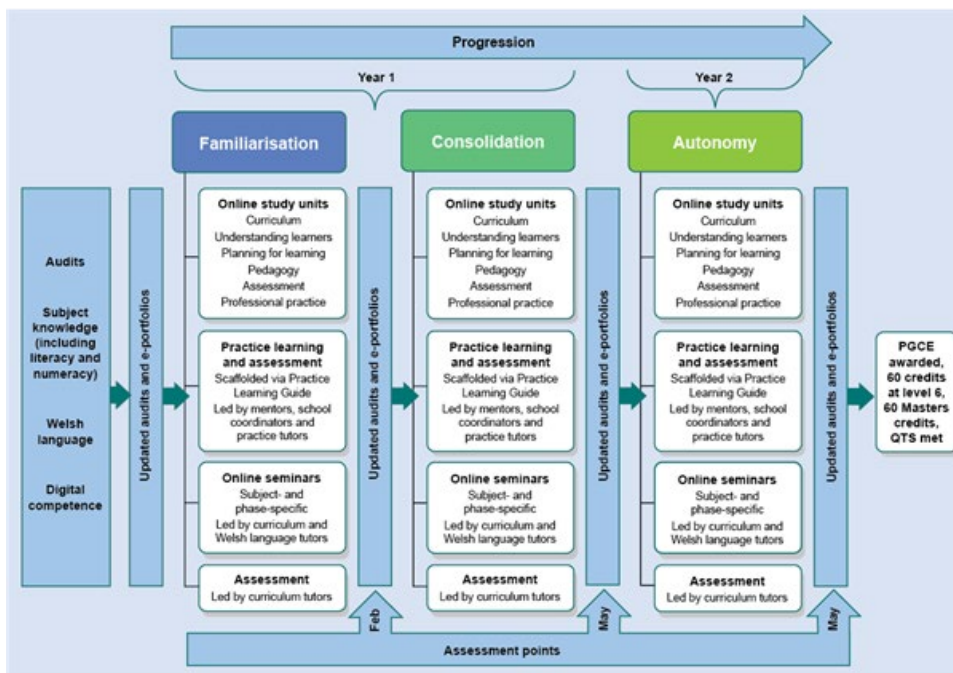 Progression
Year 1
Year 2
Familiarisation
Consolidation
Autonomy
Audits
Subject
knowledge
(including
literacy and
numeracy)
Welsh
language
Digital
competence
Updated audits and e-portfolios
Online study units
Curriculum
Understanding learners
Planning for learning
Pedagogy
Assessment
Professional practice
Practice learning
and assessment
Scaffolded via Practice
Learning Guide
Led by mentors, school
coordinators and
practice tutors
Online seminars
Subject- and
phase-specific
Led by curriculum and
Welsh language tutors
Assessment
Led by curriculum tutors
Updated audits and e-portfolios
Online study units
Curriculum
Understanding learners
Planning for learning
Pedagogy
Assessment
Professional practice
Practice learning
and assessment
Scaffolded via Practice
Learning Guide
Led by mentors, school
coordinators and
practice tutors
Online seminars
Subject- and
phase-specific
Led by curriculum and
Welsh language tutors
Assessment
Led by curriculum tutors
Updated audits and e-portfolios
Online study units
Curriculum
Understanding learners
Planning for learning
Pedagogy
Assessment
Professional practice
Practice learning
and assessment
Scaffolded via Practice
Learning Guide
Led by mentors, school
coordinators and
practice tutors
Online seminars
Subject- and
phase-specific
Led by curriculum and
Welsh language tutors
Assessment
Led by curriculum tutors
Updated audits and e-portfolios
PGCE
awarded,
60 credits
at level 6,
60 Masters
credits,
QTS met
Feb
May
May
Assessment points